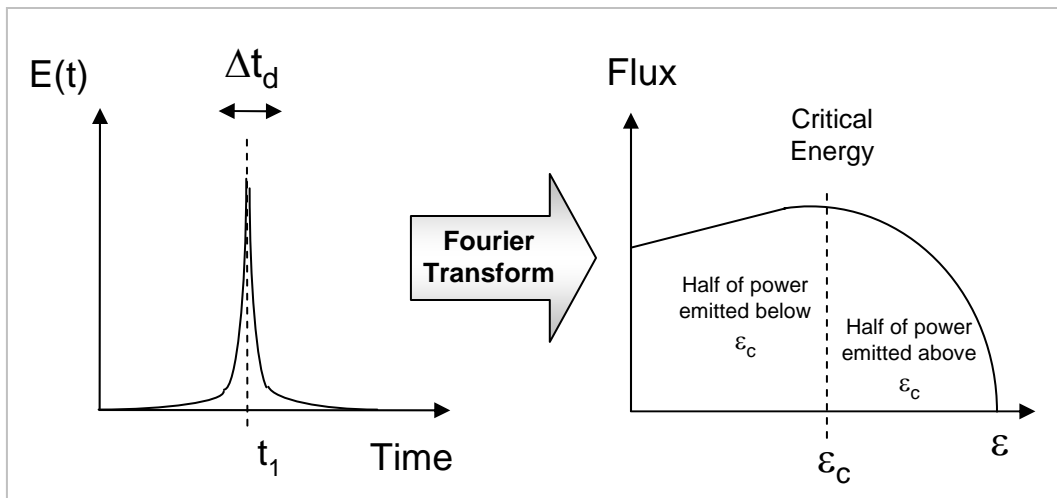 E(t)
Δt_d
t_1
Time
Fourier
Transform
Flux
Critical
Energy
Half of power
emitted below
ε_c
Half of power
emitted above
ε_c
ε_c
ε